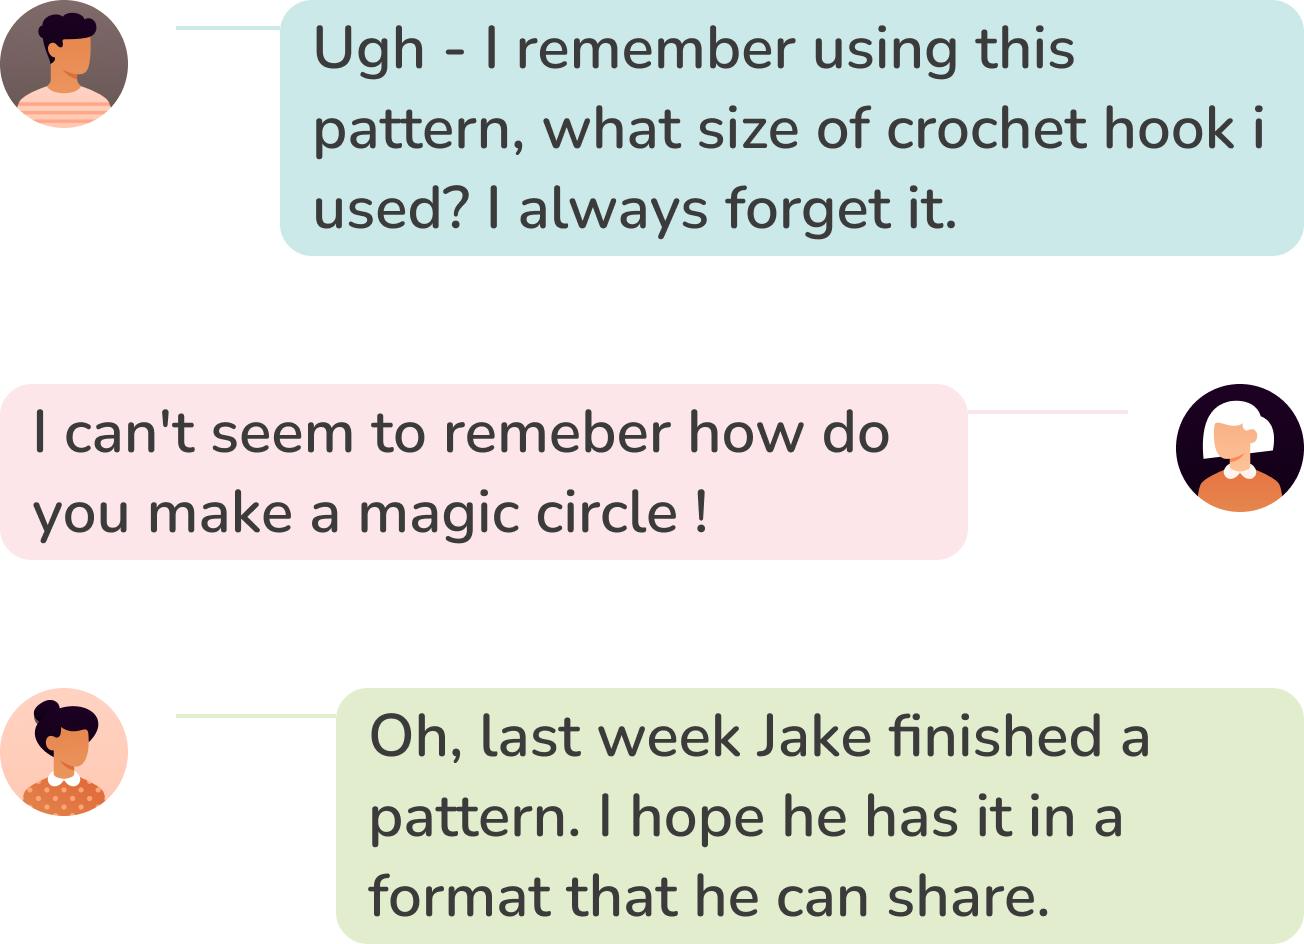 Ugh - I remember using this
pattern, what size of crochet hook i
used? I always forget it.
I can't seem to remeber how do
you make a magic circle !
Oh, last week Jake finished a
pattern. I hope he has it in a
format that he can share.